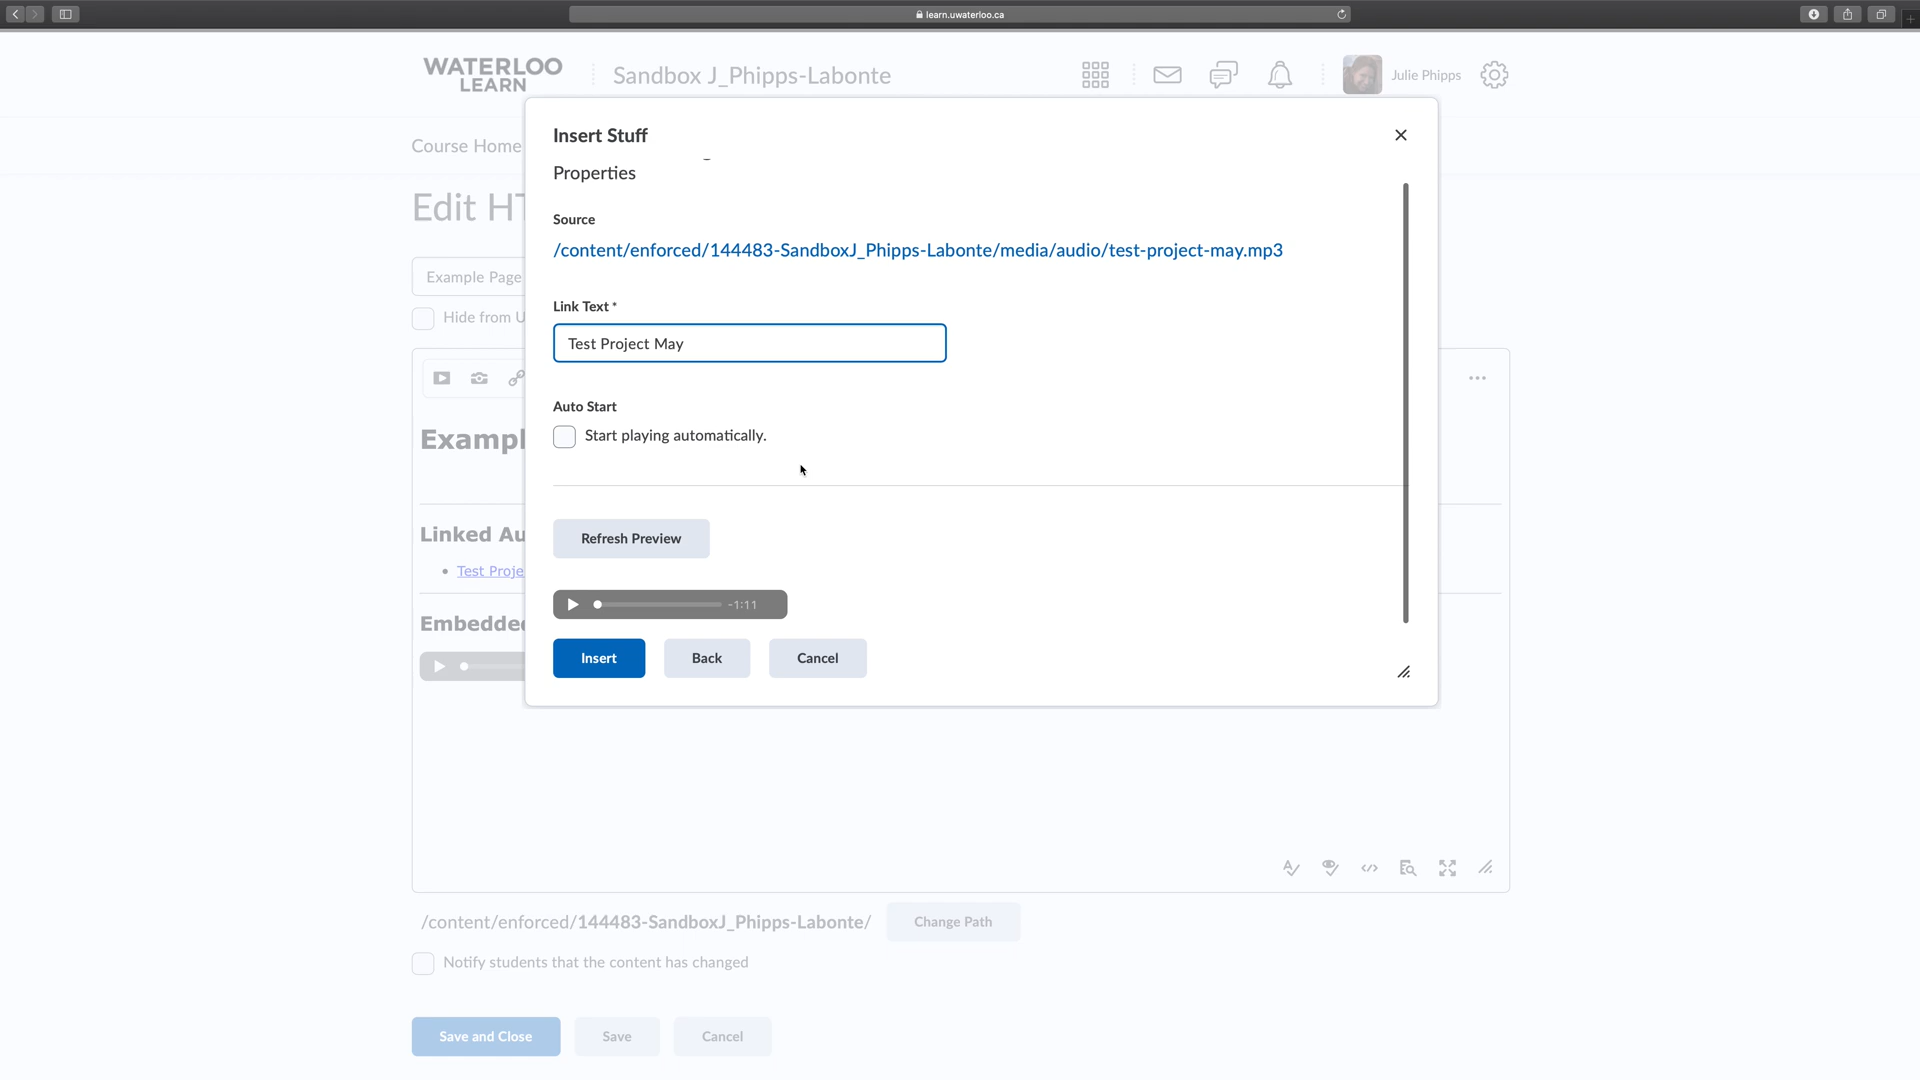 learn.uwaterloo.ca
WATERLOO
LEARN
Sandbox J_Phipps-Labonte
Julie Phipps
Course Home
Insert Stuff
Properties
Edit HT
Source
/content/enforced/144483-SandboxJ_Phipps-Labonte/media/audio/test-project-may.mp3
Example Page
Hide from U
Link Text *
Test Project May
Auto Start
Start playing automatically.
Exampl
Linked Au
Test Proje
Refresh Preview
Embedded
-1:11
Insert
Back
Cancel
/content/enforced/144483-SandboxJ_Phipps-Labonte/
Change Path
Notify students that the content has changed
Save and Close
Save
Cancel